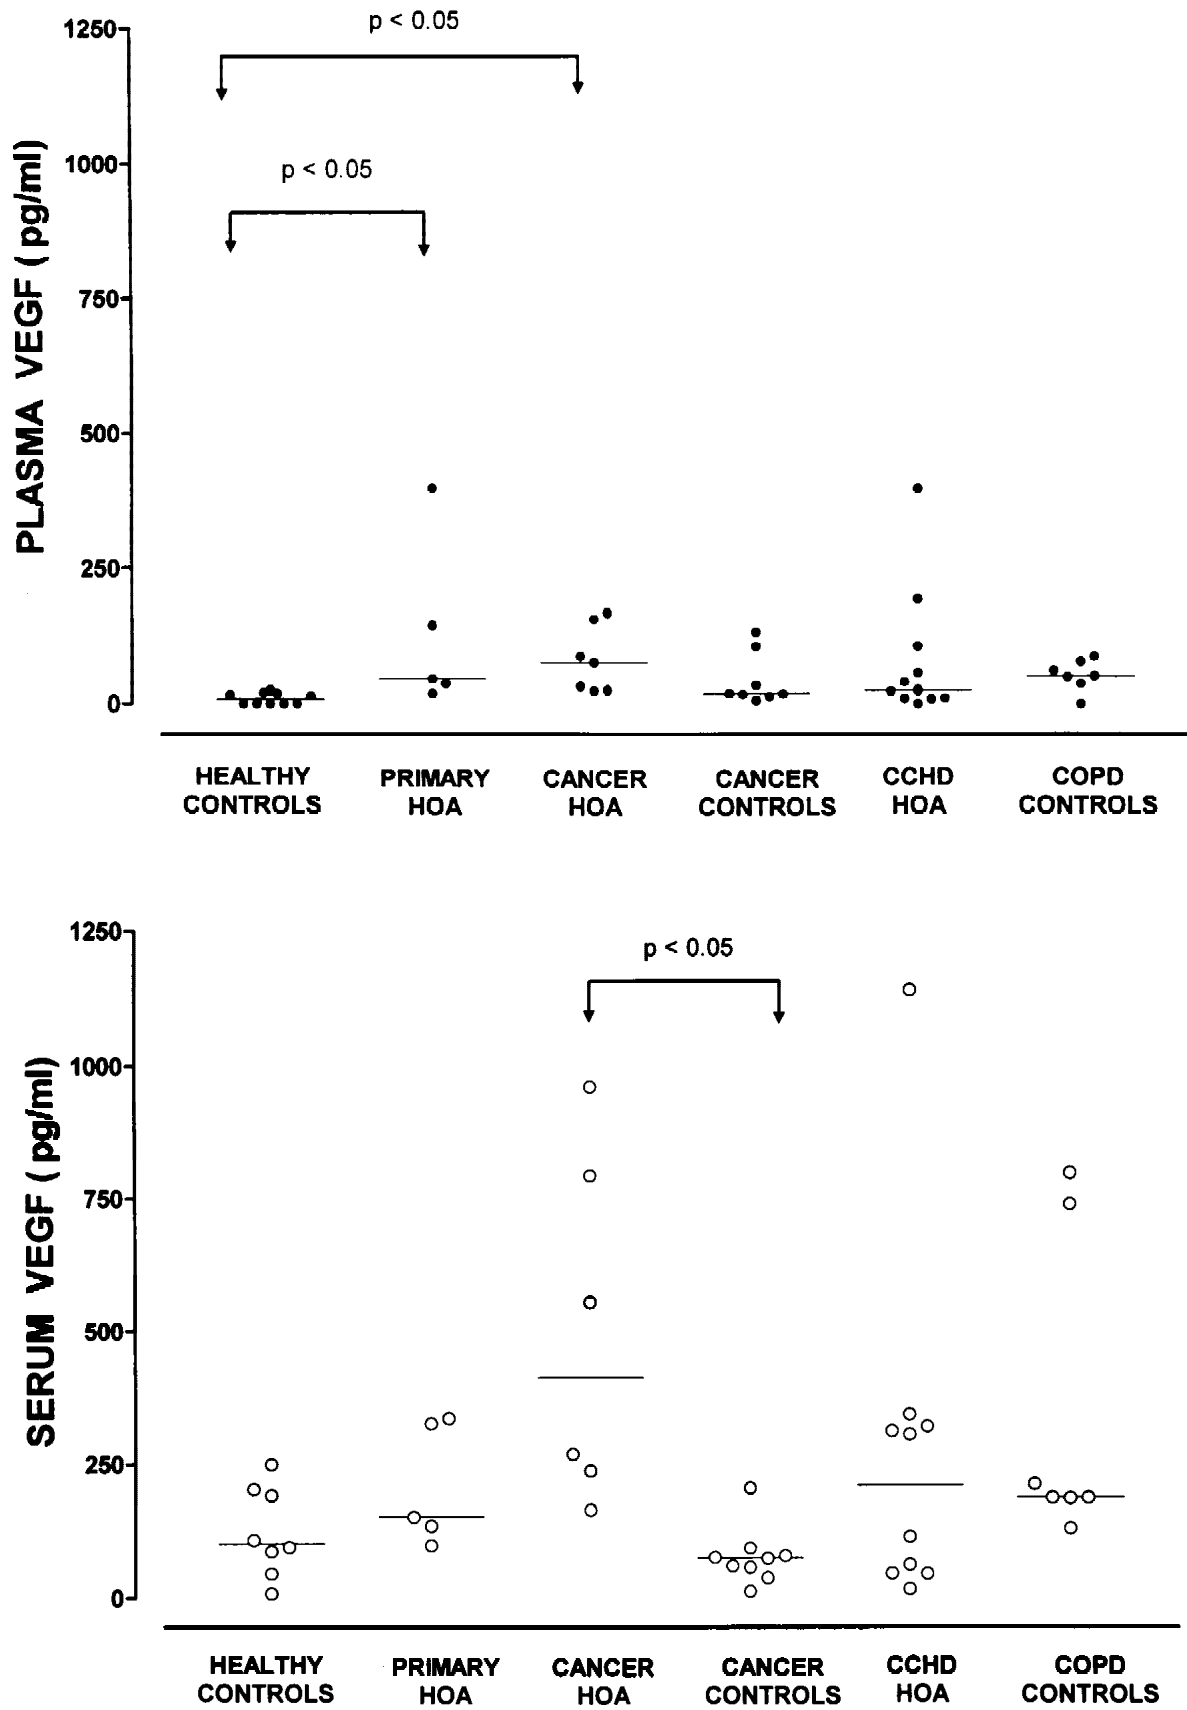 p < 0.05
p < 0.05
PLASMA VEGF (pg/ml)
1250
1000
750
500
250
0
HEALTHY CONTROLS
PRIMARY HOA
CANCER HOA
CANCER CONTROLS
CCHD HOA
COPD CONTROLS
p < 0.05
SERUM VEGF (pg/ml)
1250
1000
750
500
250
0
HEALTHY CONTROLS
PRIMARY HOA
CANCER HOA
CANCER CONTROLS
CCHD HOA
COPD CONTROLS